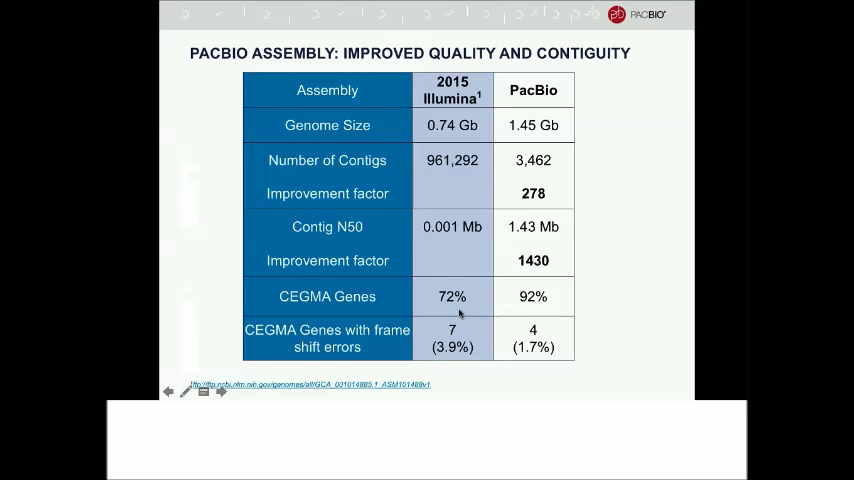 PACBIO
PACBIO ASSEMBLY: IMPROVED QUALITY AND CONTIGUITY
Assembly 2015 Illumina1 PacBio
Genome Size 0.74 Gb 1.45 Gb
Number of Contigs 961,292 3,462
Improvement factor 278
Contig N50 0.001 Mb 1.43 Mb
Improvement factor 1430
CEGMA Genes 72% 92%
CEGMA Genes with frame shift errors 7 (3.9%) 4 (1.7%)